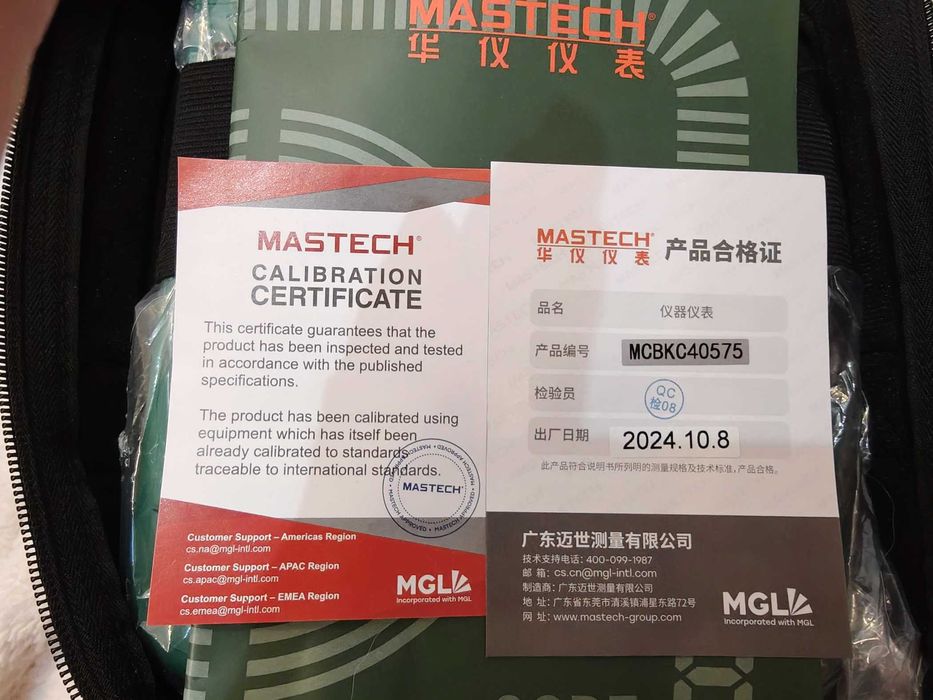 MASTECH®
华仪仪表
MASTECH®
CALIBRATION
CERTIFICATE
This certificate guarantees that the
product has been inspected and tested
in accordance with the published
specifications.
The product has been calibrated using
equipment which has itself been
already calibrated to standards
traceable to international standards.
MASTECH APPROVED • MASTECH APPROVED
MASTECH
Customer Support – Americas Region
cs.na@mgl-intl.com
Customer Support – APAC Region
cs.apac@mgl-intl.com
Customer Support – EMEA Region
cs.emea@mgl-intl.com
MGL
Incorporated with MGL
MASTECH®
华仪仪表
产品合格证
品名 仪器仪表
产品编号 MCBKC40575
检验员 QC
检08
出厂日期 2024.10.8
此产品符合说明书所列明的测量规格及技术标准,产品合格。
广东迈世测量有限公司
技术支持电话: 400-099-1987
邮 箱: cs.cn@mgl-intl.com
制造商: 广东迈世测量有限公司
地 址: 广东省东莞市清溪镇浦星东路72号
网 址: www.mastech-group.com
MGL
Incorporated with MGL